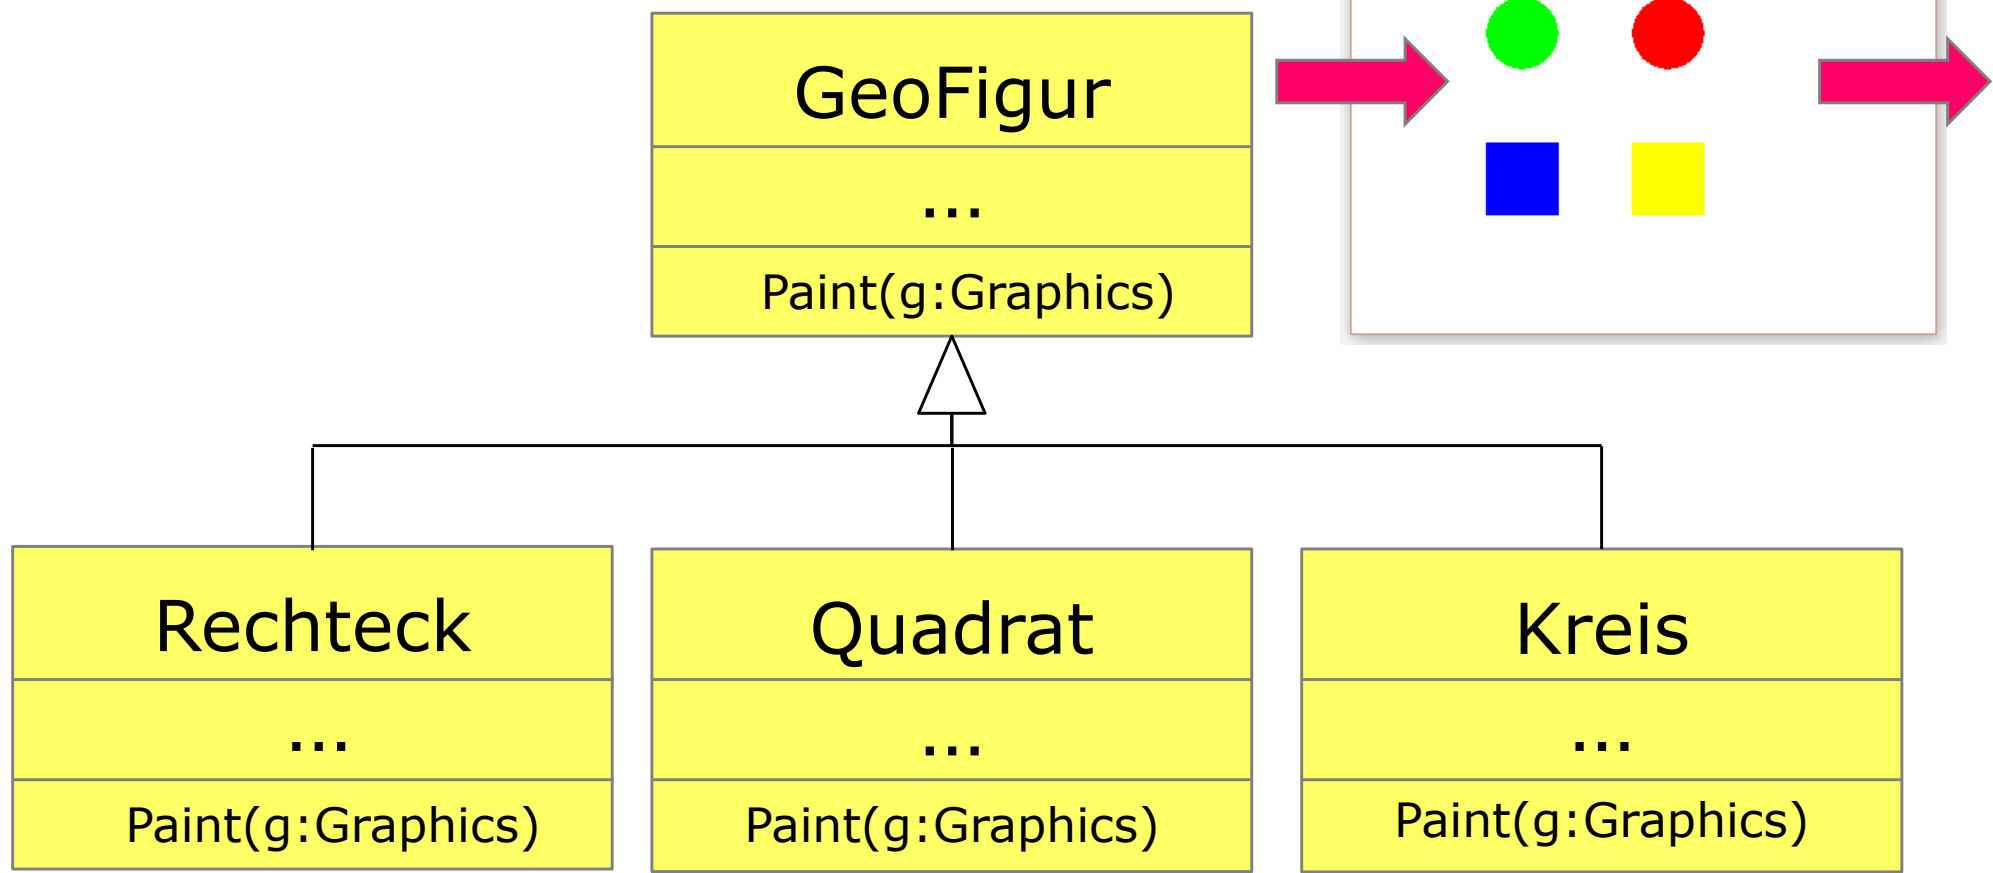 GeoFigur
...
Paint(g:Graphics)
Rechteck
...
Paint(g:Graphics)
Quadrat
...
Paint(g:Graphics)
Kreis
...
Paint(g:Graphics)